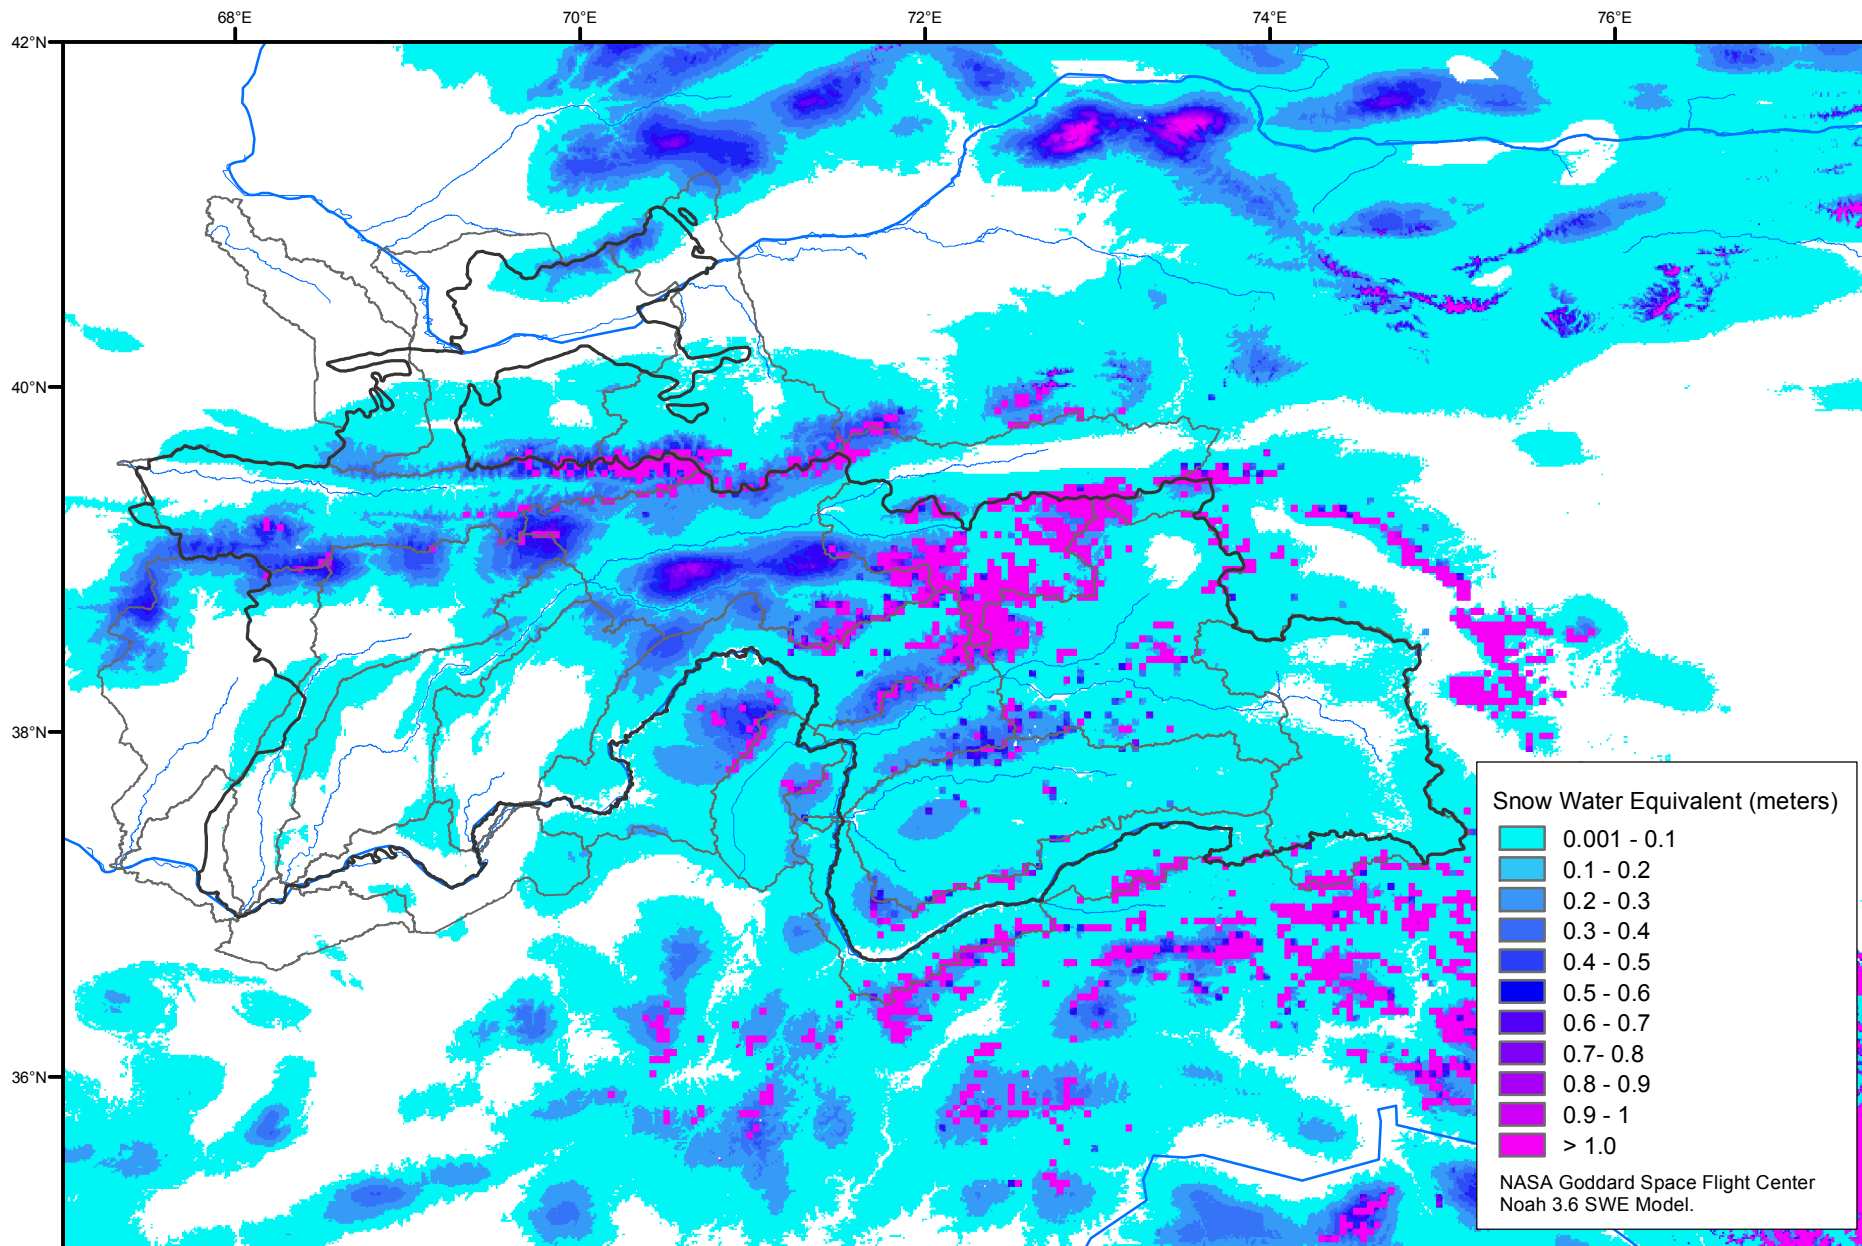 68°E
70°E
72°E
74°E
76°E
42°N
40°N
38°N
36°N
Snow Water Equivalent (meters)
0.001 - 0.1
0.1 - 0.2
0.2 - 0.3
0.3 - 0.4
0.4 - 0.5
0.5 - 0.6
0.6 - 0.7
0.7- 0.8
0.8 - 0.9
0.9 - 1
> 1.0
NASA Goddard Space Flight Center
Noah 3.6 SWE Model.